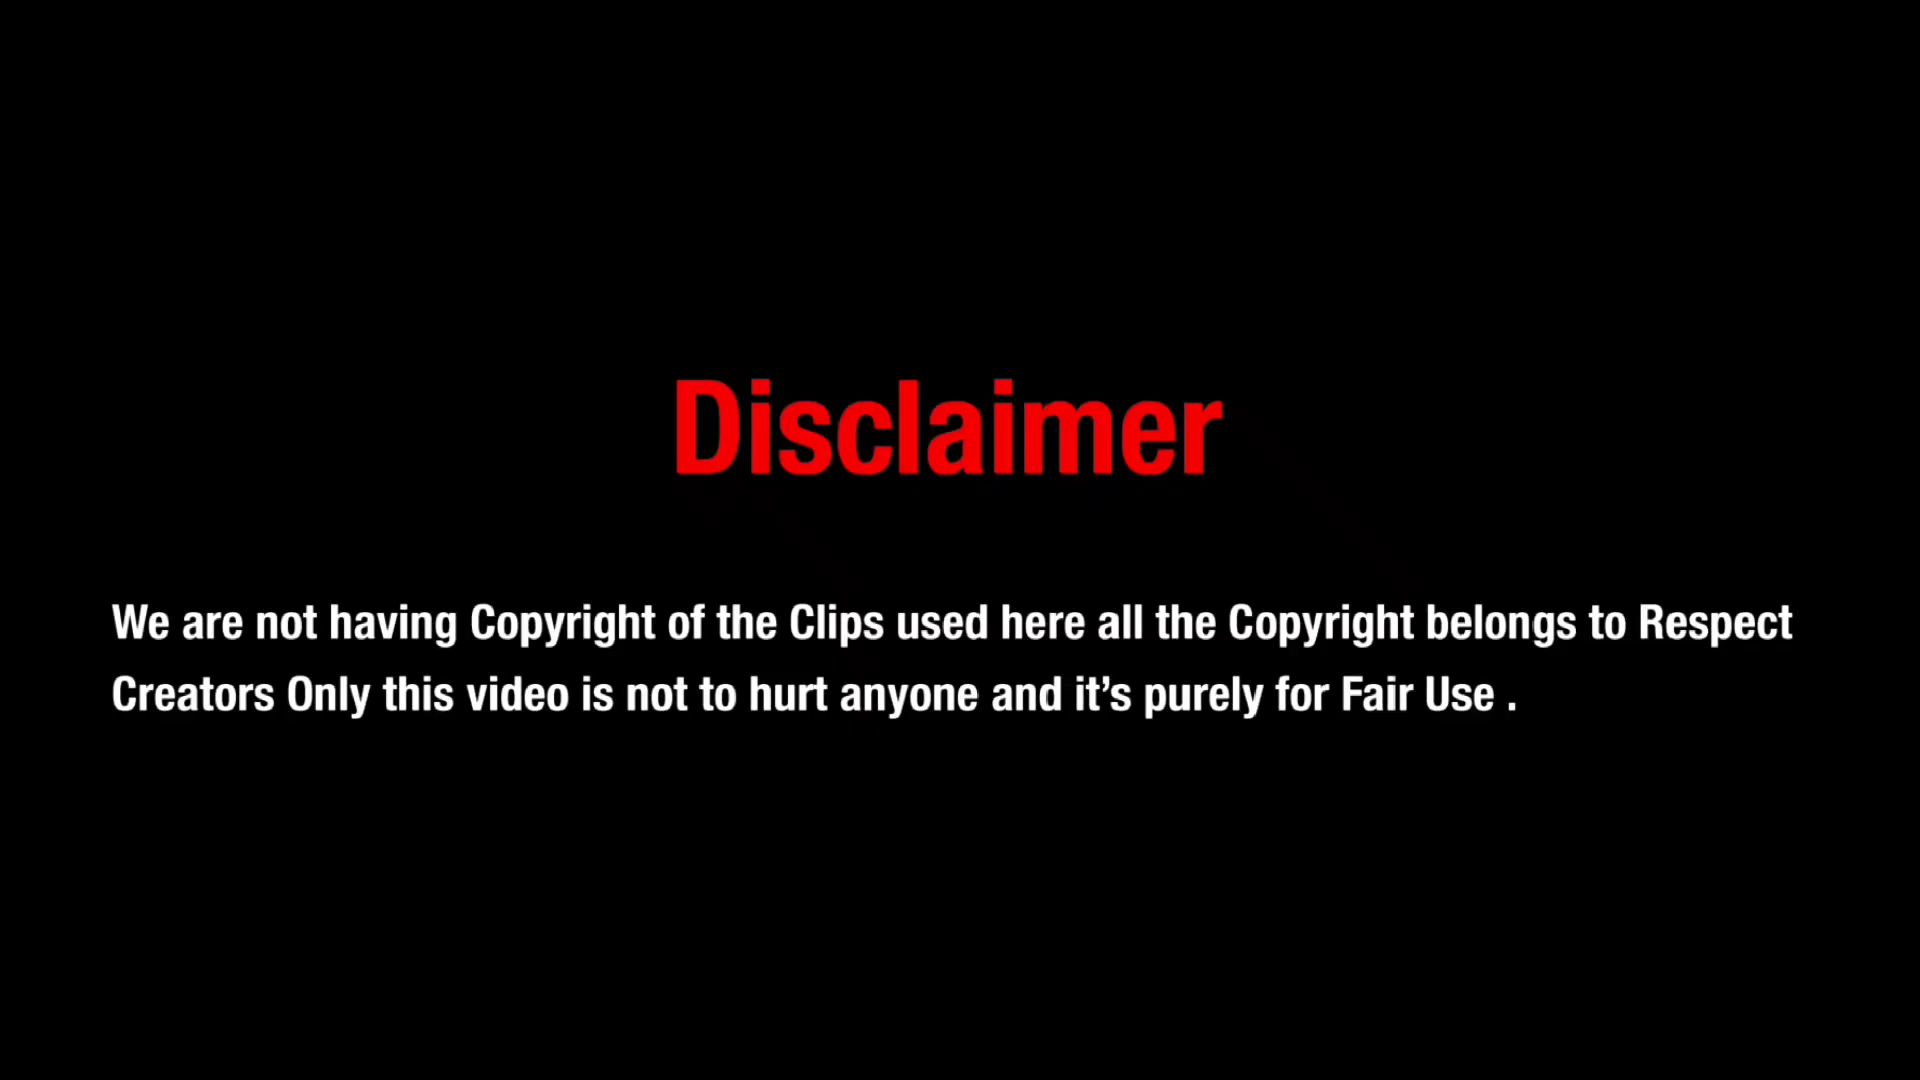 Disclaimer
We are not having Copyright of the Clips used here all the Copyright belongs to Respect
Creators Only this video is not to hurt anyone and it’s purely for Fair Use .